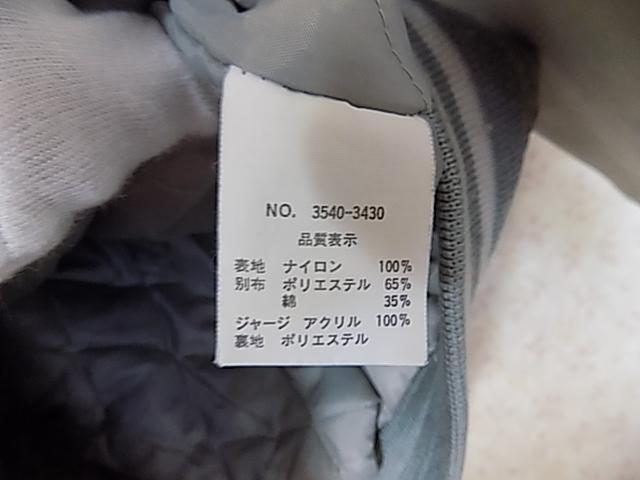 NO. 3540-3430
品質表示
表地 ナイロン 100%
別布 ポリエステル 65%
綿 35%
ジャージ アクリル 100%
裏地 ポリエステル